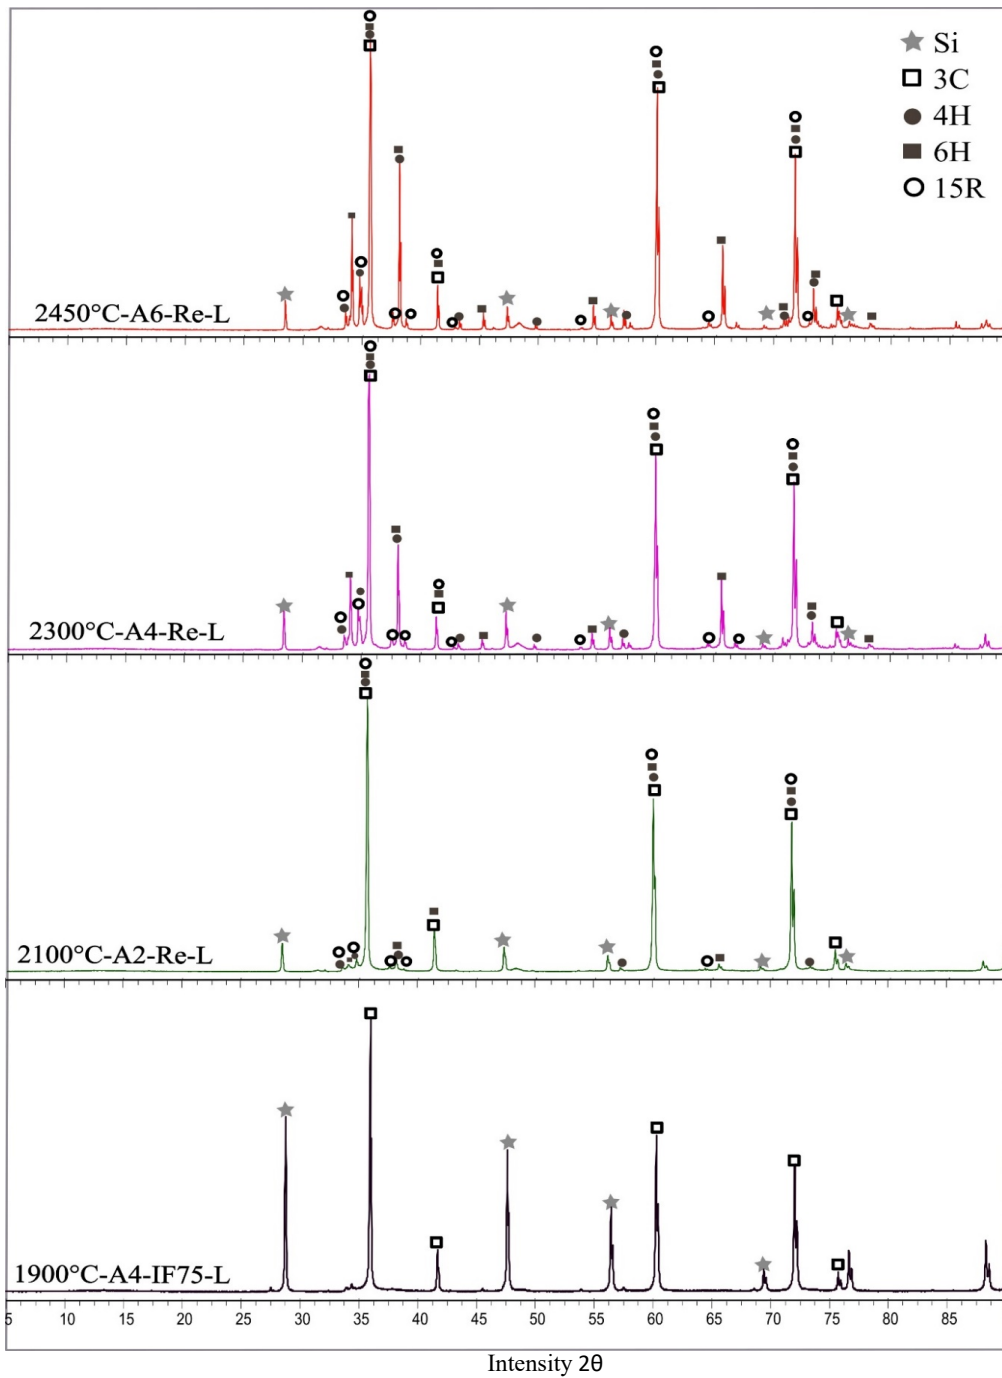 Si
3C
4H
6H
15R
2450°C-A6-Re-L
2300°C-A4-Re-L
2100°C-A2-Re-L
1900°C-A4-IF75-L
5 10 15 20 25 30 35 40 45 50 55 60 65 70 75 80 85
Intensity 2θ